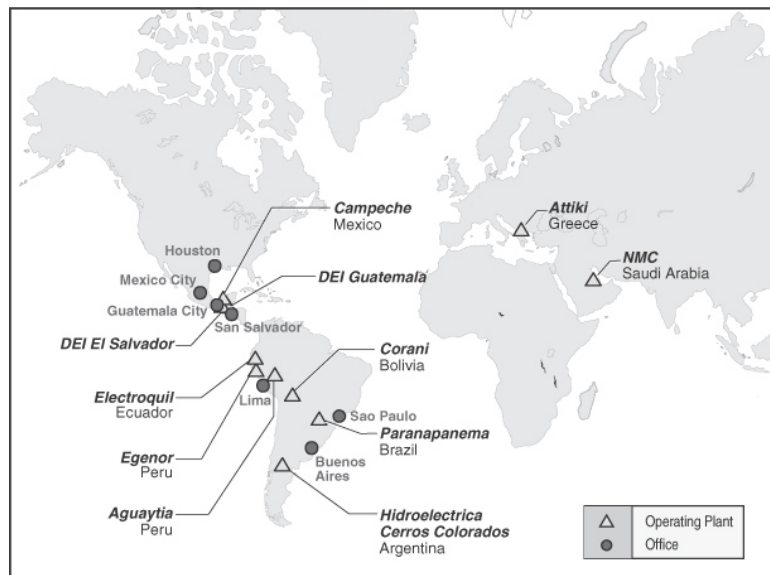 Campeche
Mexico
Attiki
Greece
Houston
NMC
Saudi Arabia
DEI Guatemala
Mexico City
Guatemala City
San Salvador
DEI El Salvador
Corani
Bolivia
Electroquil
Ecuador
Lima
Sao Paulo
Paranapanema
Brazil
Egenor
Peru
Buenos
Aires
Aguaytia
Peru
Hidroelectrica
Cerros Colorados
Argentina
Operating Plant
Office